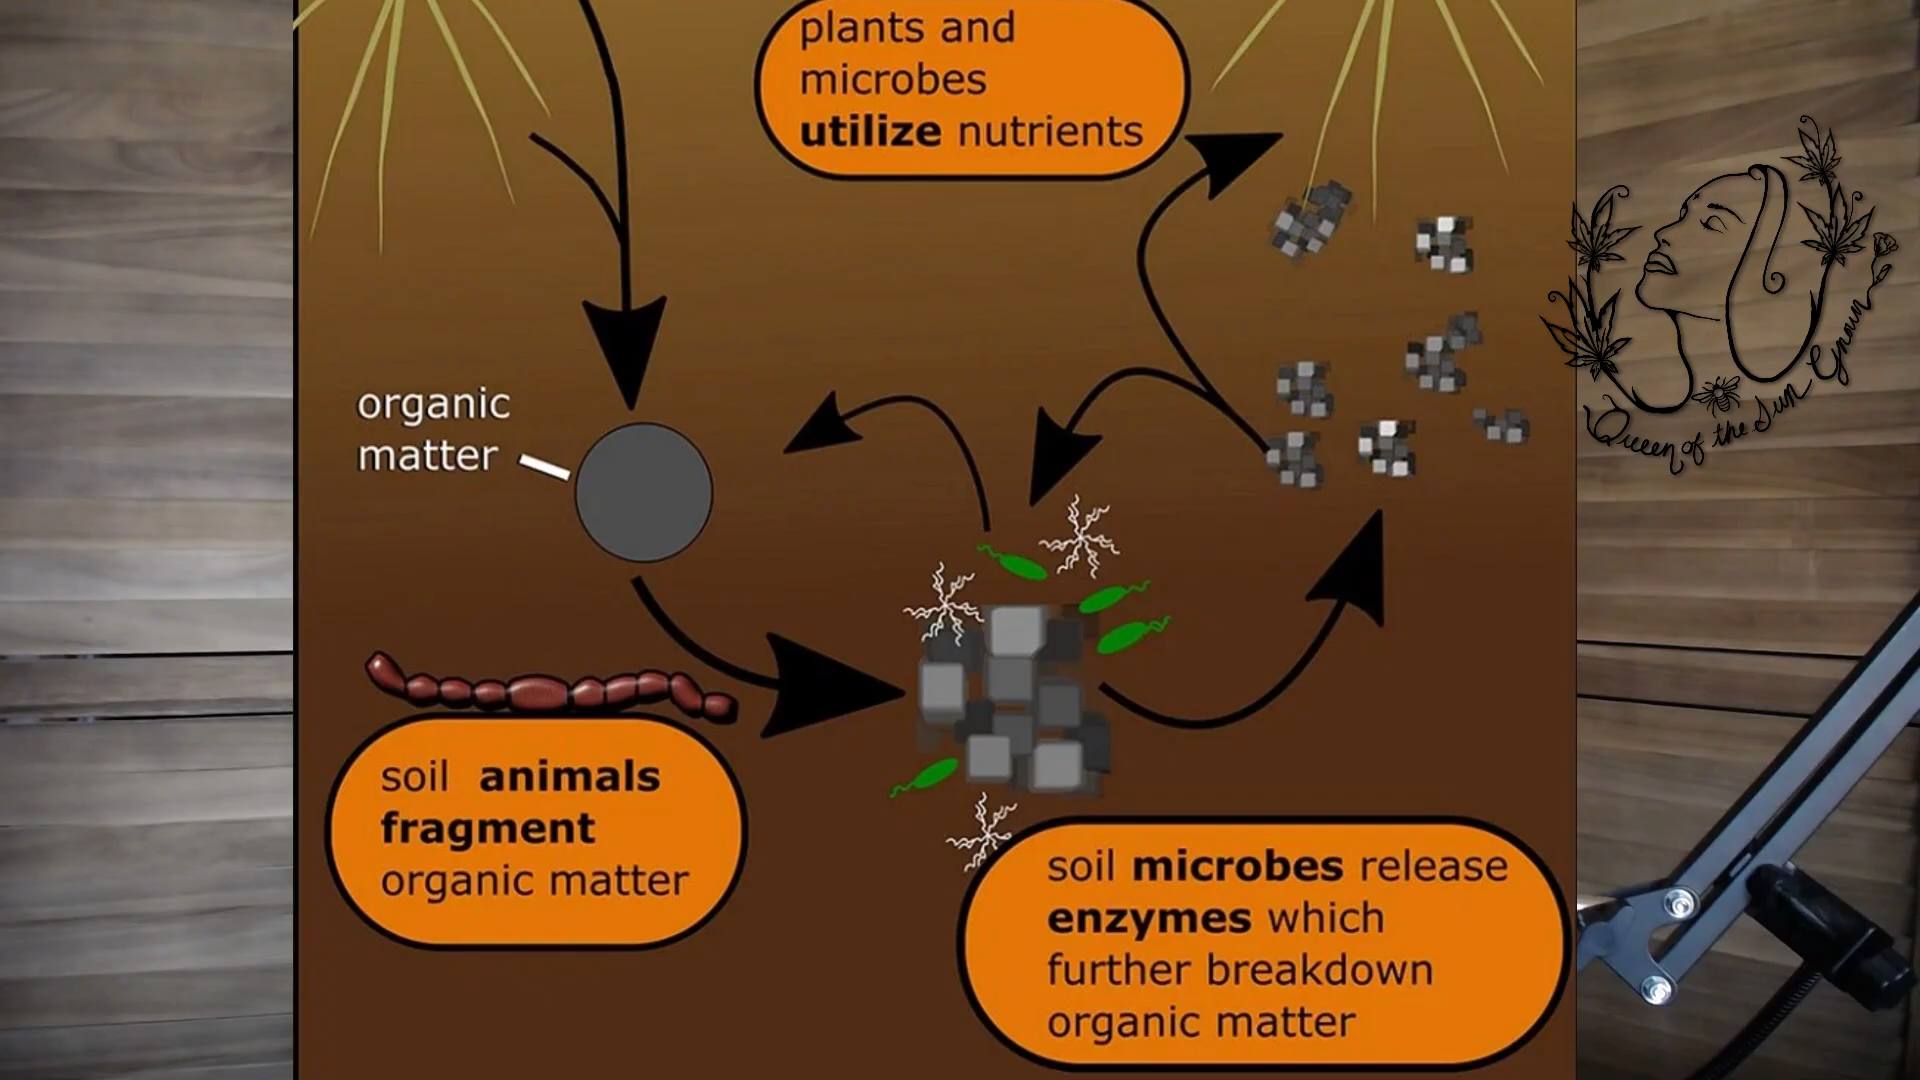 plants and
microbes
utilize nutrients
organic
matter
soil animals
fragment
organic matter
soil microbes release
enzymes which
further breakdown
organic matter
Queen of the Sun Grown